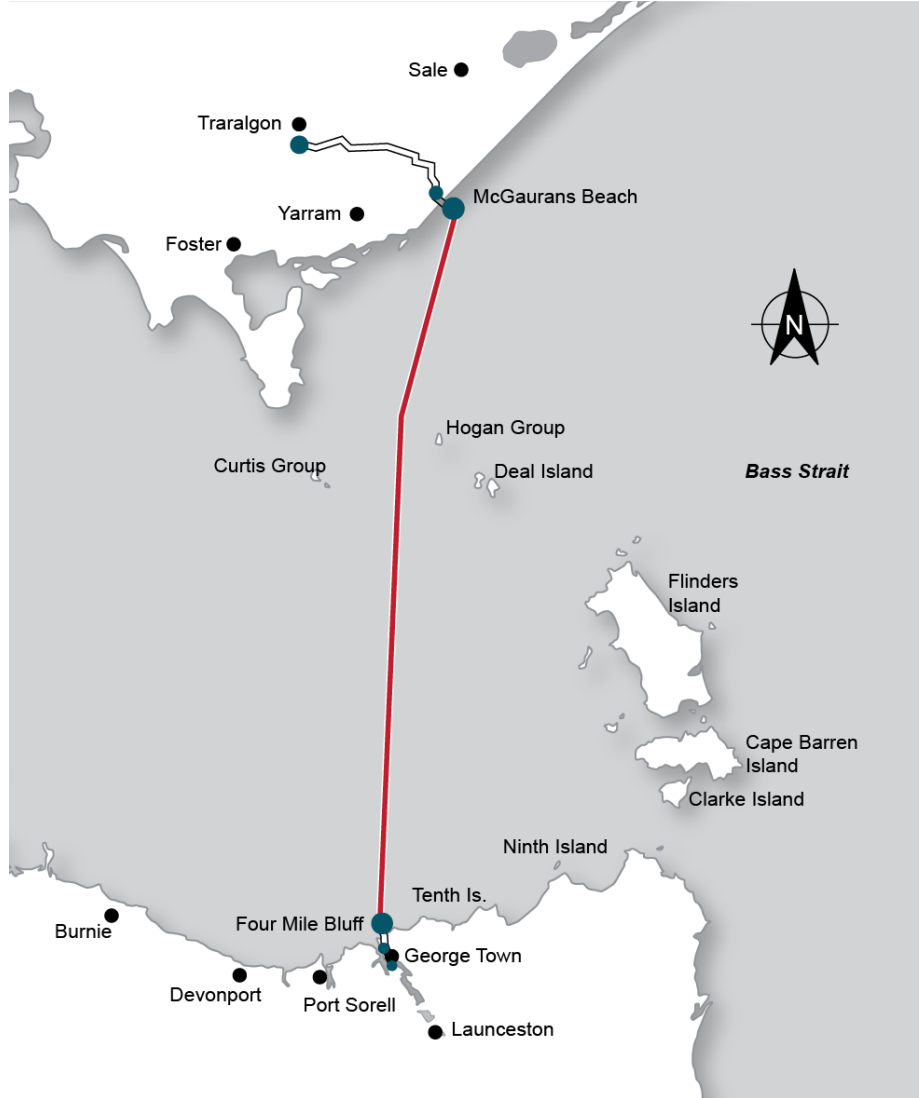 Sale
Traralgon
McGaurans Beach
Yarram
Foster
N
Hogan Group
Curtis Group
Deal Island
Bass Strait
Flinders
Island
Cape Barren
Island
Clarke Island
Ninth Island
Tenth Is.
Four Mile Bluff
Burnie
George Town
Devonport
Port Sorell
Launceston